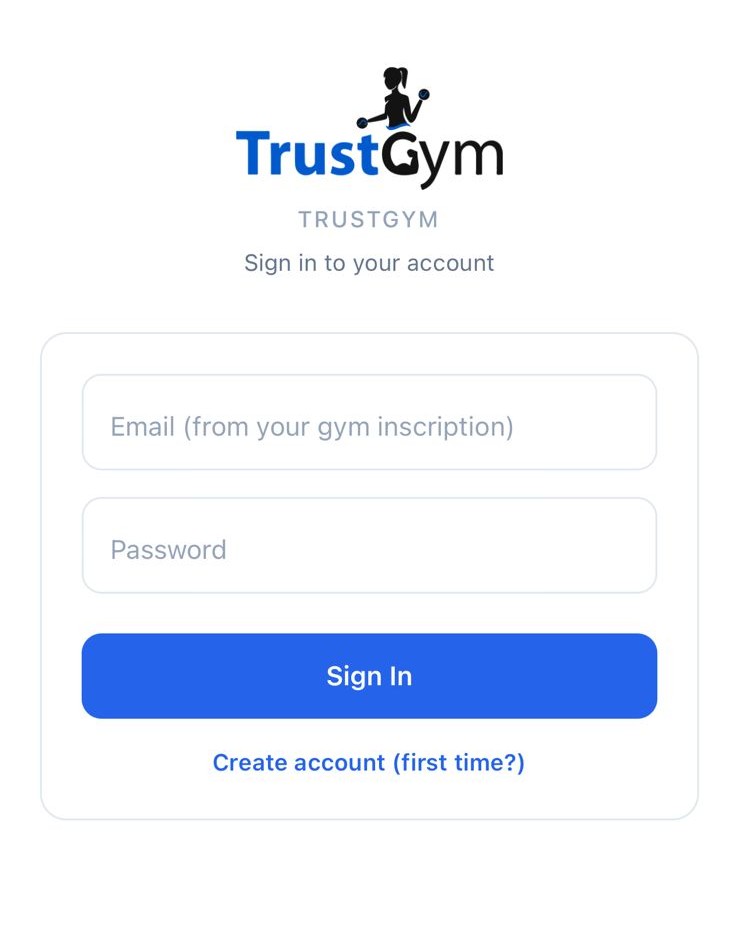 TrustGym
TRUSTGYM
Sign in to your account
Email (from your gym inscription)
Password
Sign In
Create account (first time?)